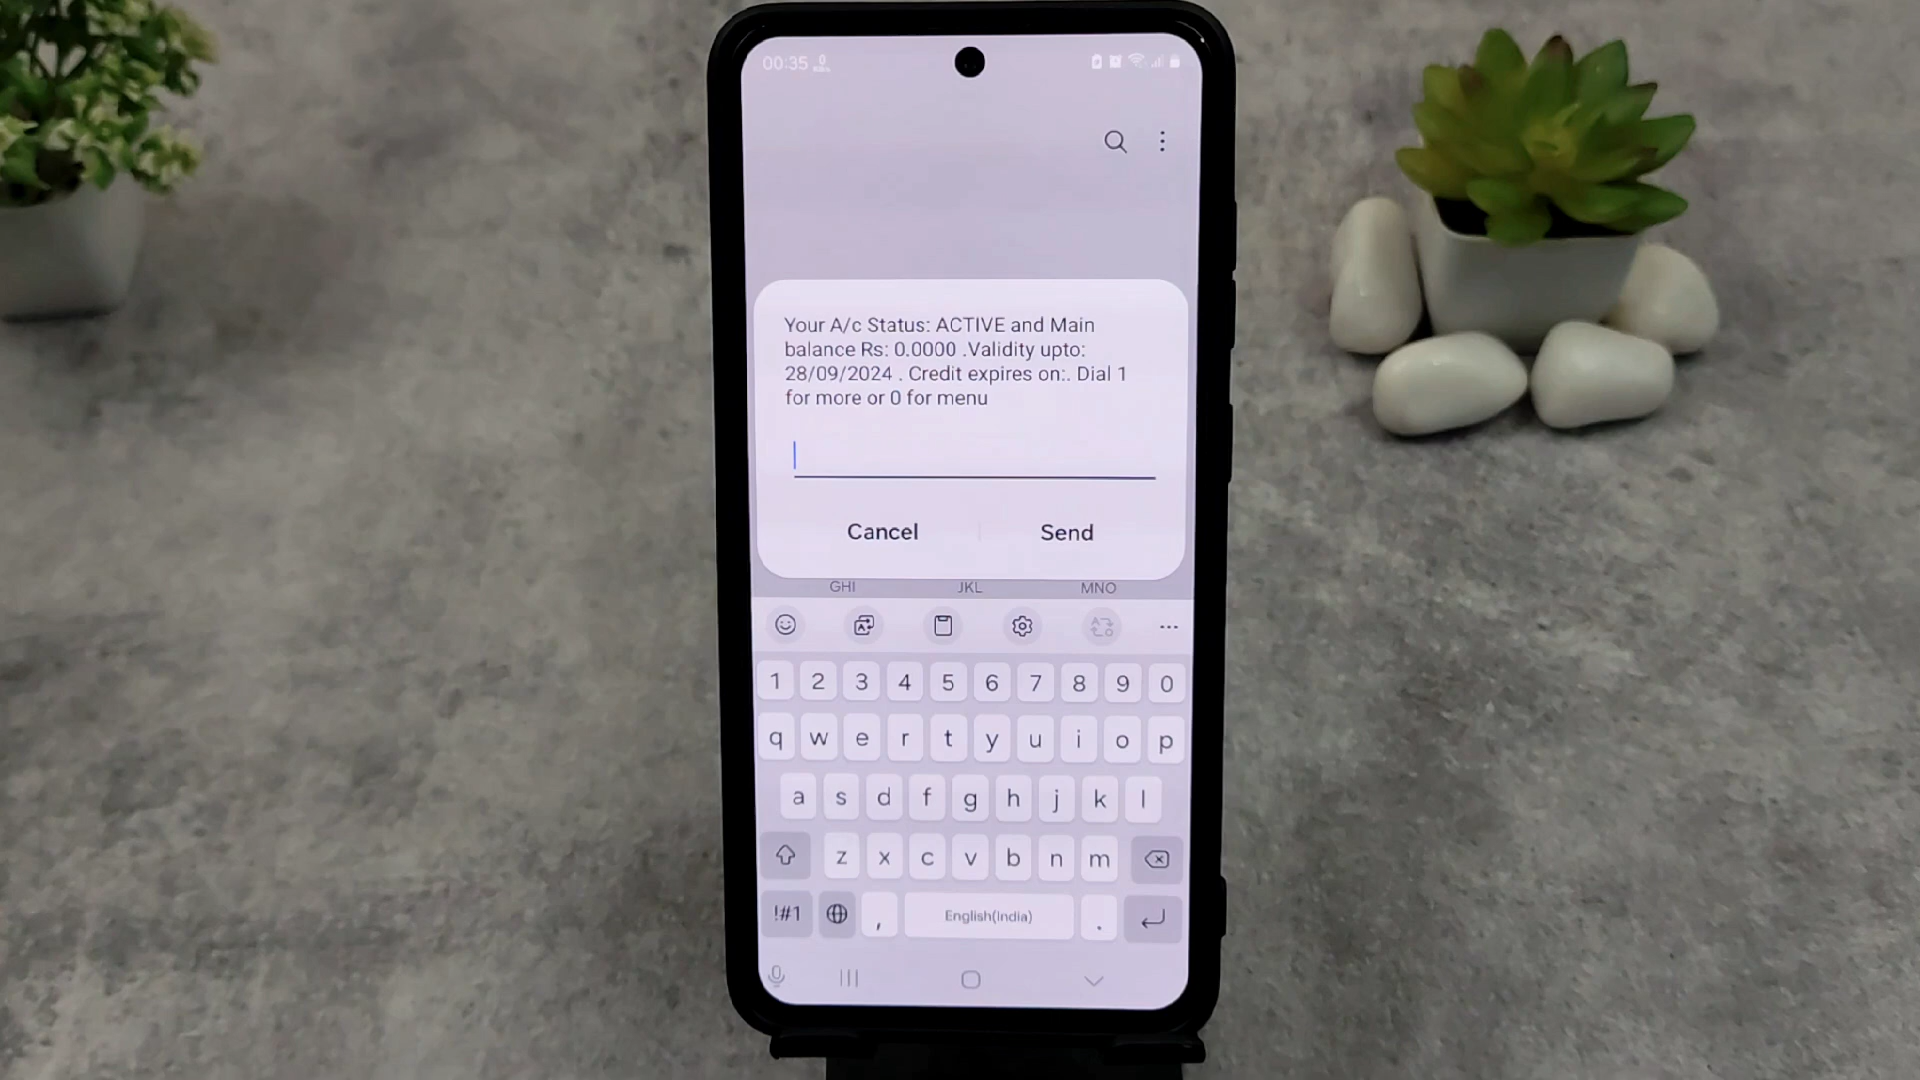 00:35
Your A/c Status: ACTIVE and Main
balance Rs: 0.0000 .Validity upto:
28/09/2024 . Credit expires on:. Dial 1
for more or 0 for menu
Cancel Send
GHI JKL MNO
1 2 3 4 5 6 7 8 9 0
q w e r t y u i o p
a s d f g h j k l
z x c v b n m
!#1 , English(India) .